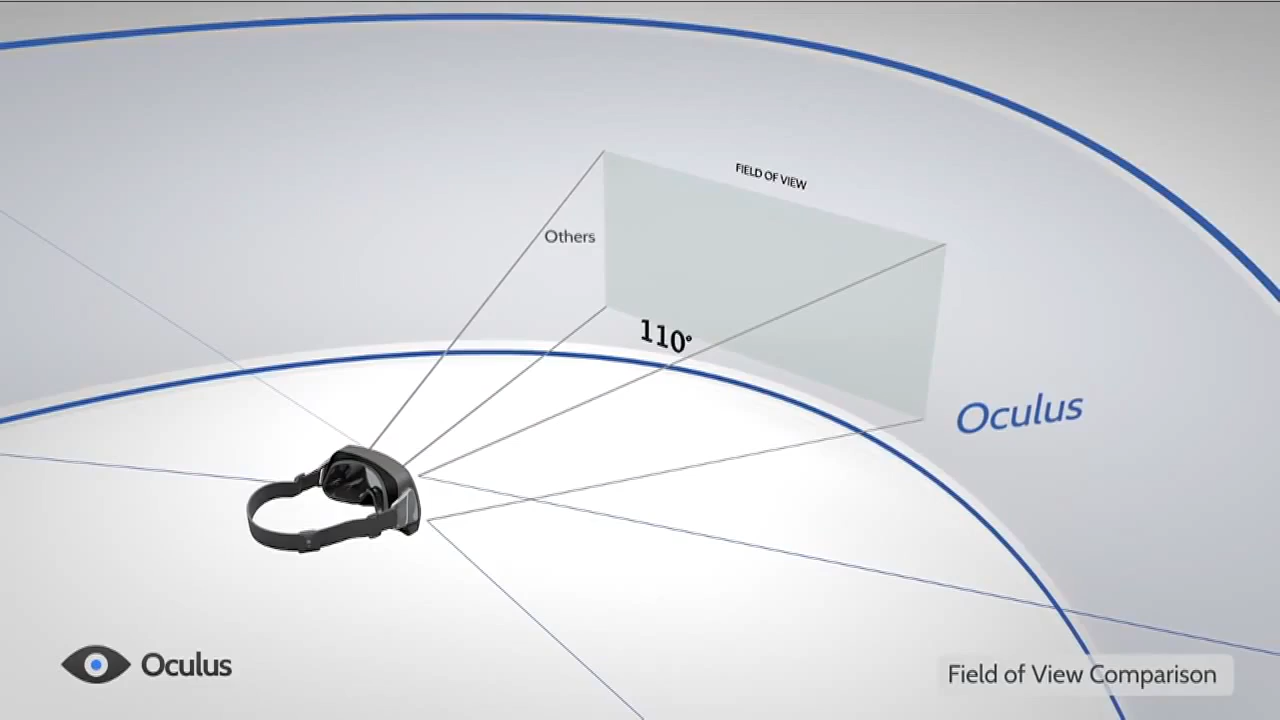 FIELD OF VIEW
Others
110°
Oculus
Oculus
Field of View Comparison